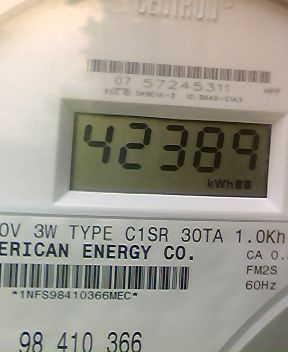 CENTRON
07 57245311
42389
kWh
0V 3W TYPE C1SR 30TA 1.0Kh
ERICAN ENERGY CO.
CA 0.
FM2S
*1NFS98410366MEC*
60Hz
98 410 366